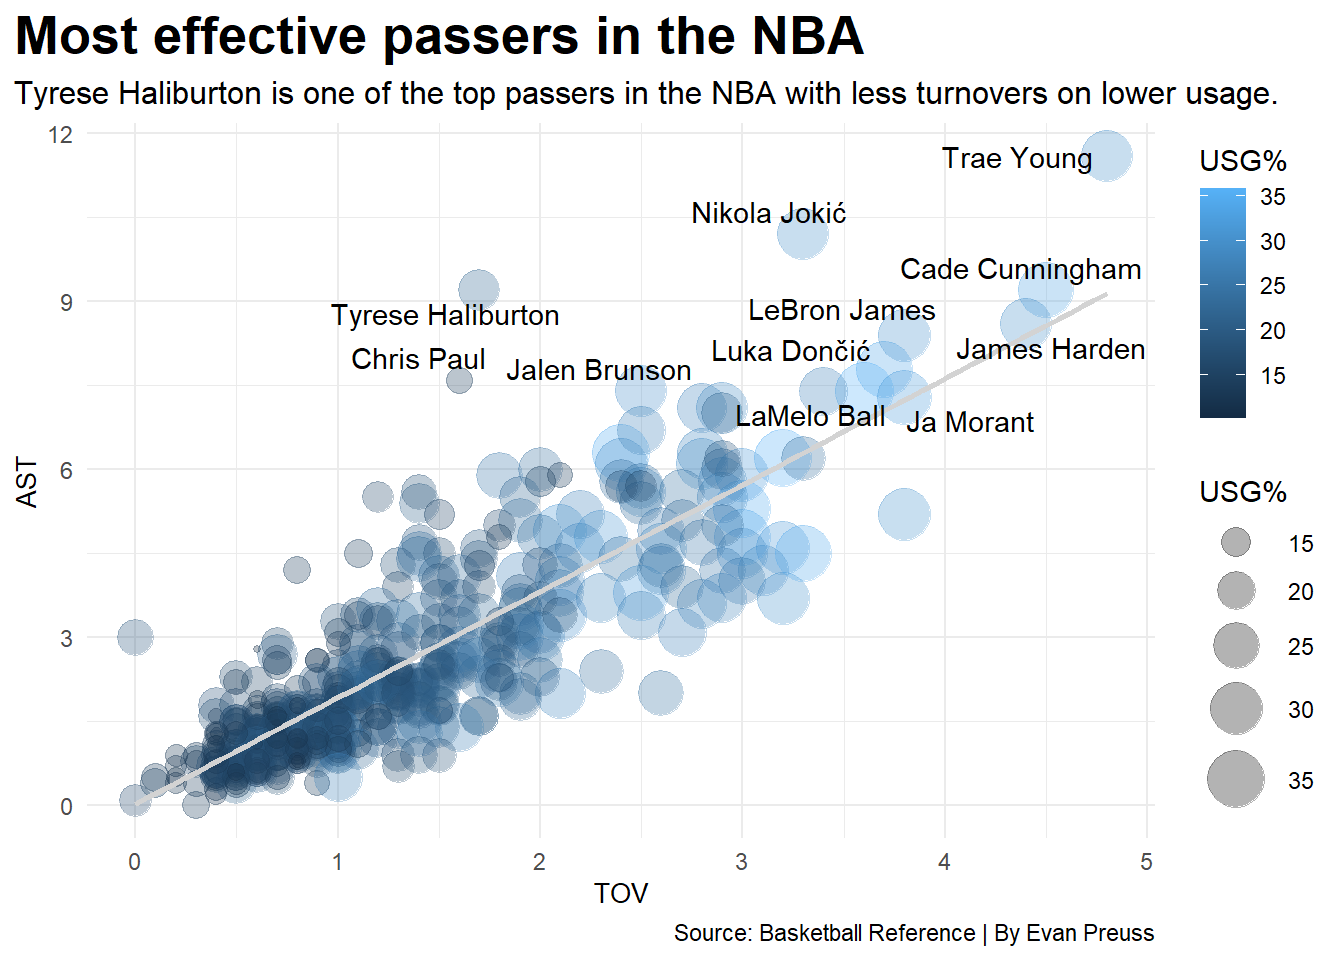 Most effective passers in the NBA
Tyrese Haliburton is one of the top passers in the NBA with less turnovers on lower usage.
12
9
6
3
0
AST
Trae Young
Nikola Jokić
Cade Cunningham
LeBron James
Tyrese Haliburton
Luka Dončić
James Harden
Chris Paul
Jalen Brunson
LaMelo Ball
Ja Morant
0
1
2
3
4
5
TOV
USG%
35
30
25
20
15
USG%
15
20
25
30
35
Source: Basketball Reference | By Evan Preuss